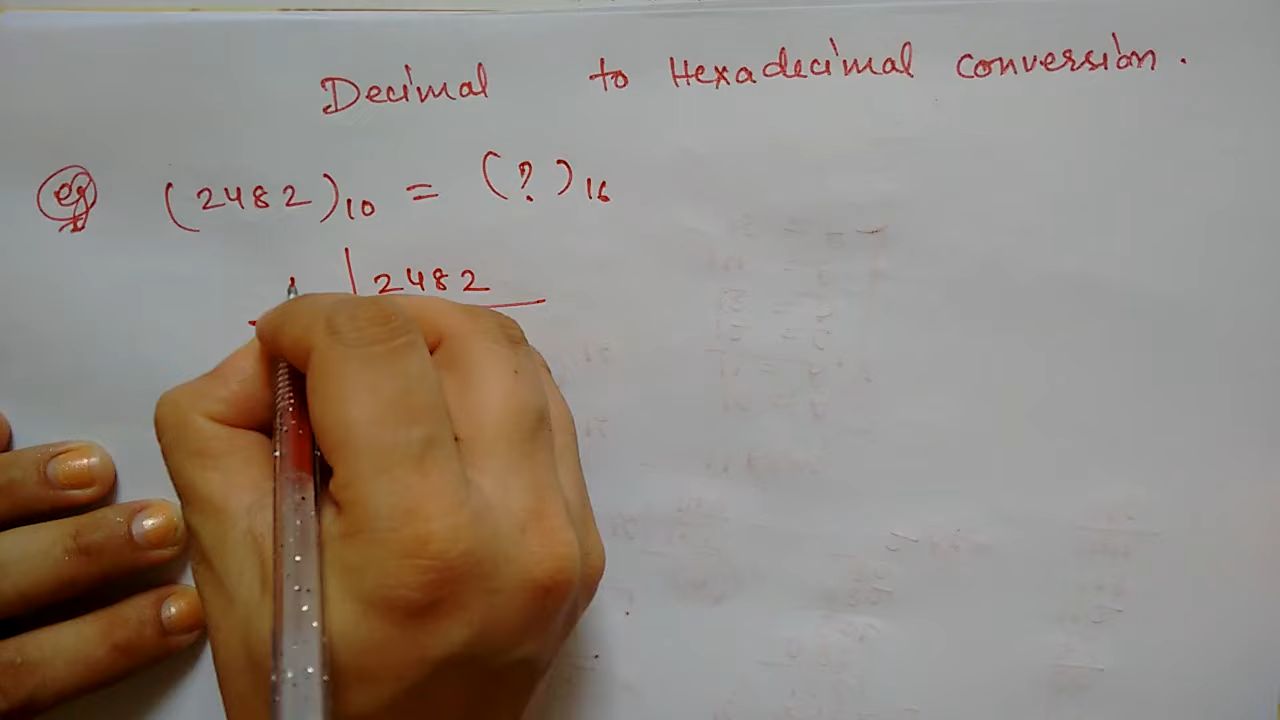 Decimal to Hexadecimal conversion.
eg (2482)10 = (?)16
2482